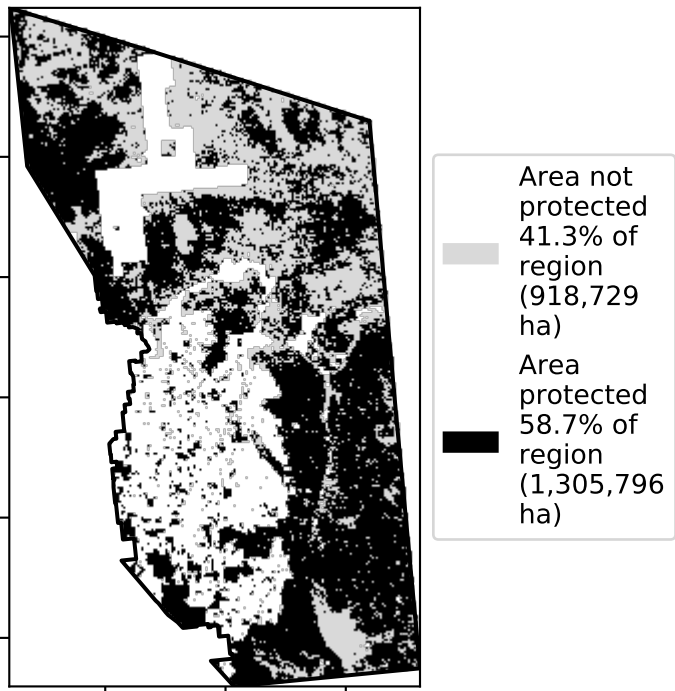 Area not
protected
41.3% of
region
(918,729
ha)
Area
protected
58.7% of
region
(1,305,796
ha)